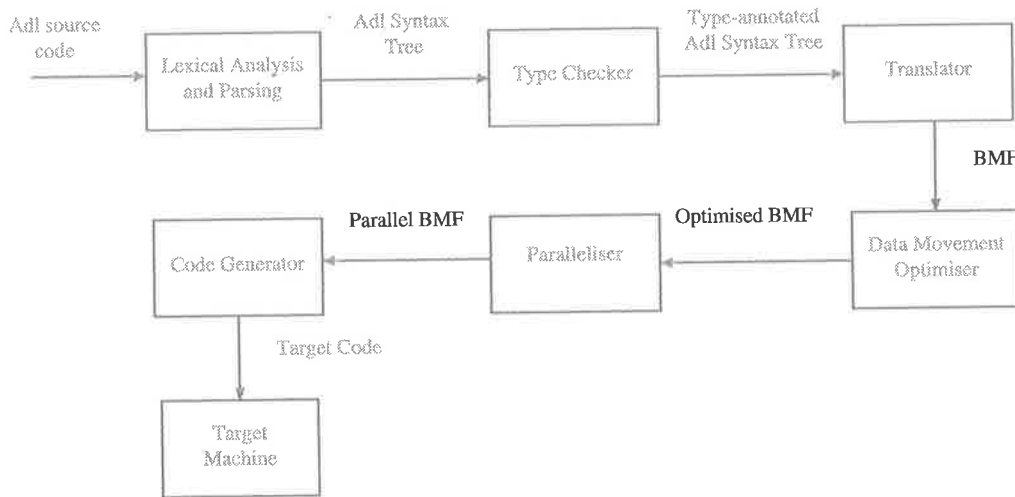 Adl source
code
Lexical Analysis
and Parsing
Adl Syntax
Tree
Type Checker
Type-annotated
Adl Syntax Tree
Translator
BMF
Data Movement
Optimiser
Optimised BMF
Paralleliser
Parallel BMF
Code Generator
Target Code
Target
Machine